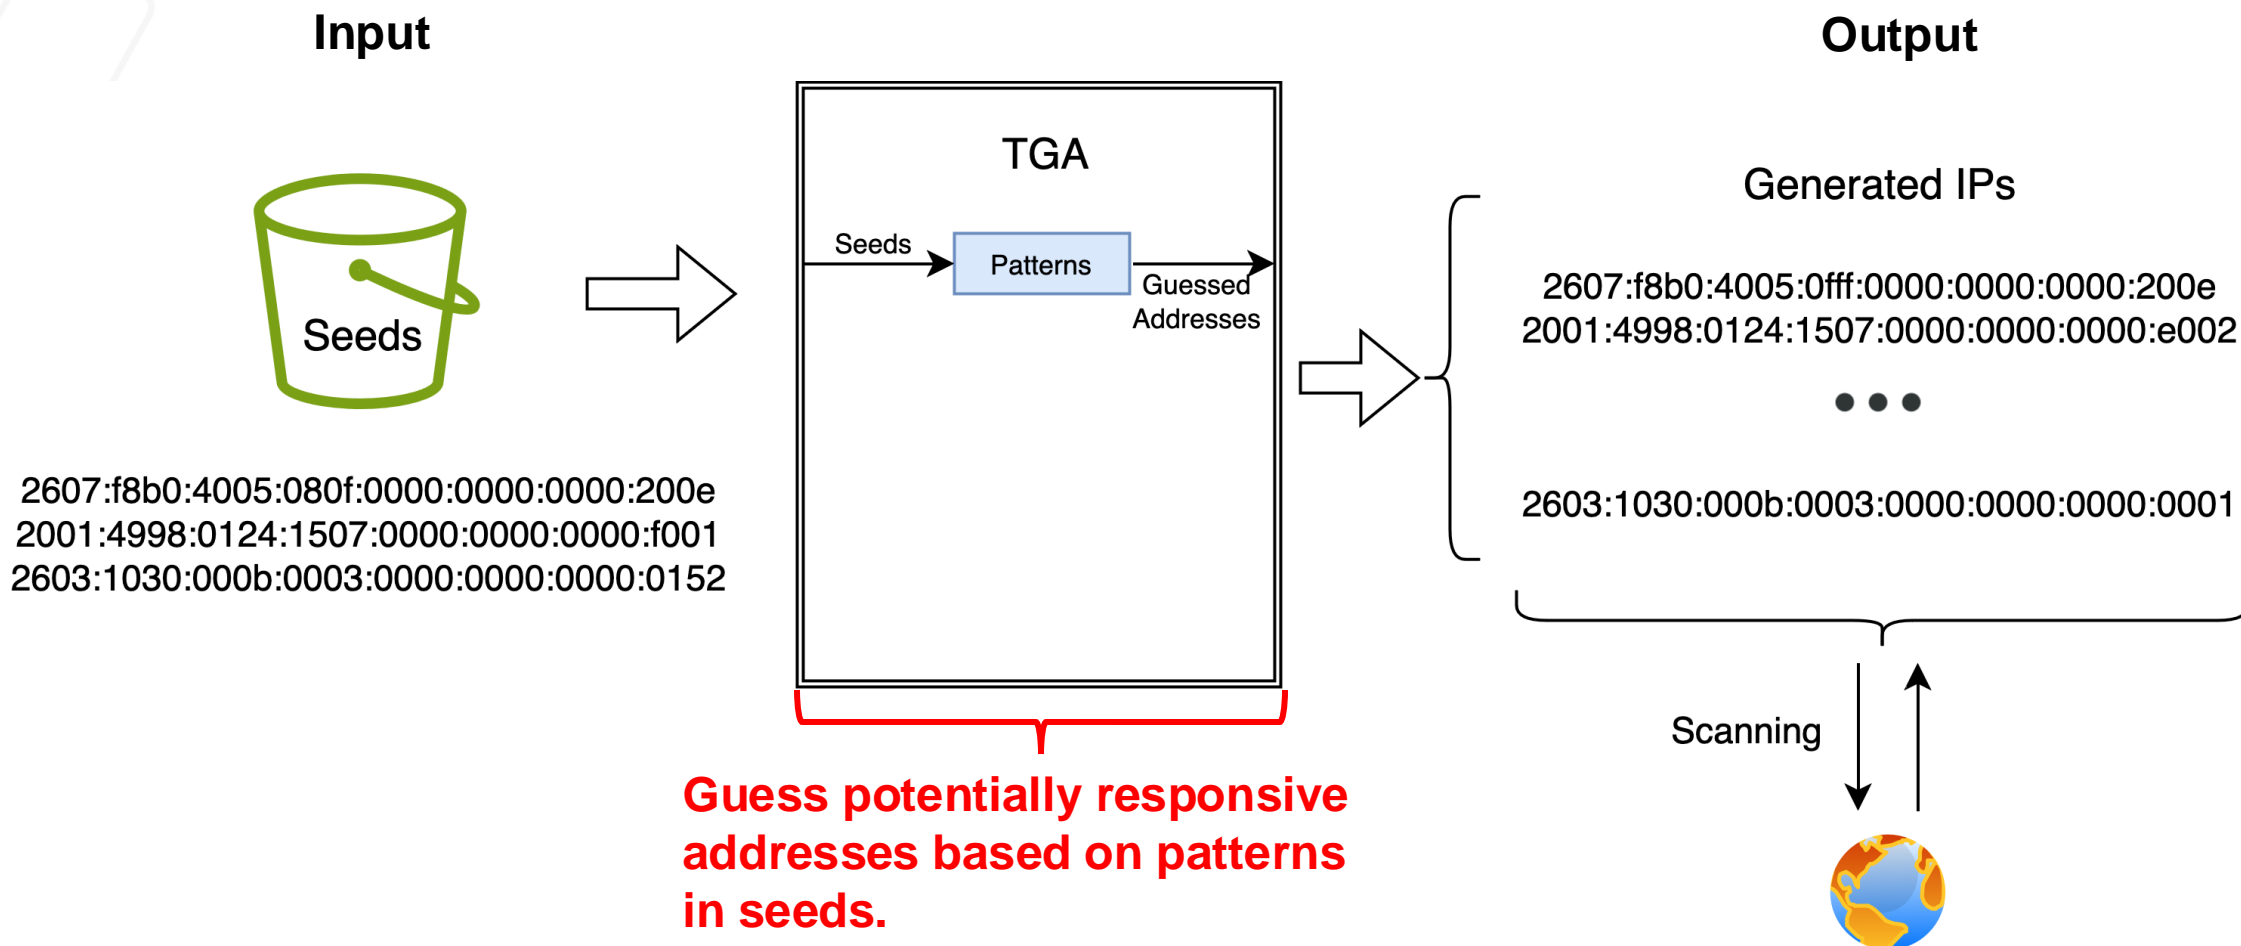 Input
Output
Seeds
2607:f8b0:4005:080f:0000:0000:0000:200e
2001:4998:0124:1507:0000:0000:0000:f001
2603:1030:000b:0003:0000:0000:0000:0152
TGA
Seeds
Patterns
Guessed
Addresses
Guess potentially responsive
addresses based on patterns
in seeds.
Generated IPs
2607:f8b0:4005:0fff:0000:0000:0000:200e
2001:4998:0124:1507:0000:0000:0000:e002
2603:1030:000b:0003:0000:0000:0000:0001
Scanning